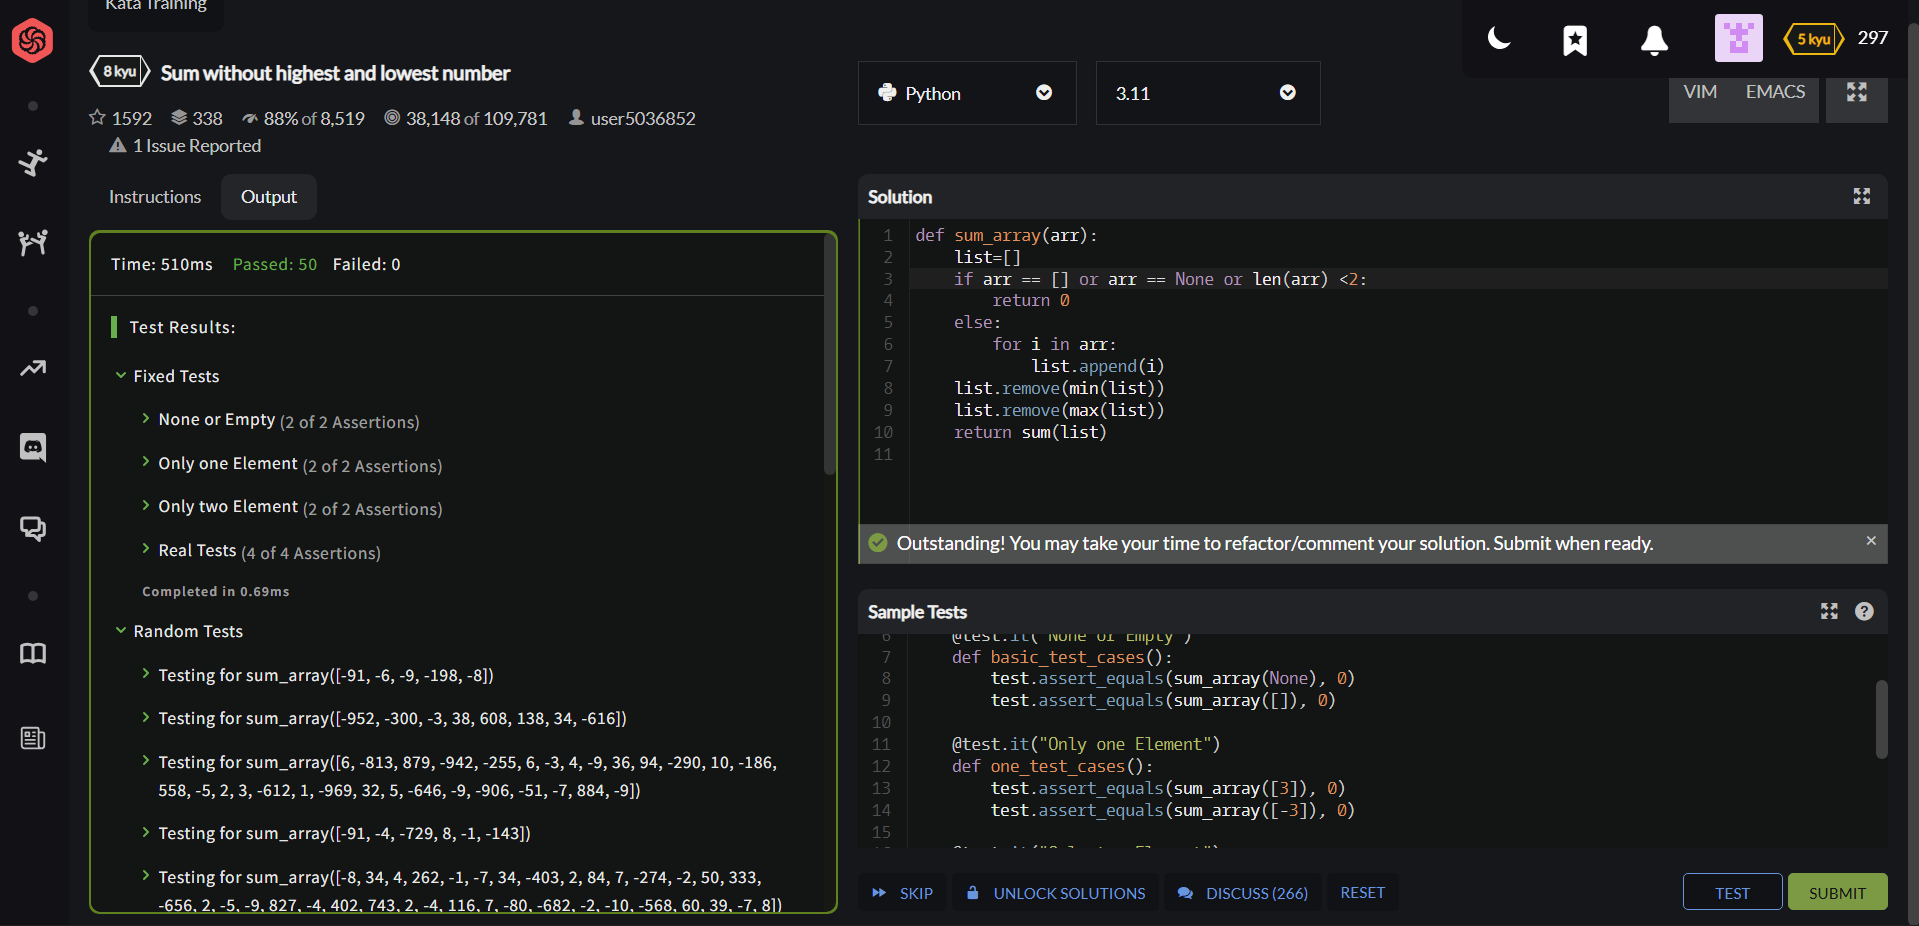 Kata Training
5 kyu 297
8 kyu Sum without highest and lowest number
1592 338 88% of 8,519 38,148 of 109,781 user5036852
1 Issue Reported
Instructions Output
Time: 510ms Passed: 50 Failed: 0
Test Results:
Fixed Tests
None or Empty (2 of 2 Assertions)
Only one Element (2 of 2 Assertions)
Only two Element (2 of 2 Assertions)
Real Tests (4 of 4 Assertions)
Completed in 0.69ms
Random Tests
Testing for sum_array([-91, -6, -9, -198, -8])
Testing for sum_array([-952, -300, -3, 38, 608, 138, 34, -616])
Testing for sum_array([6, -813, 879, -942, -255, 6, -3, 4, -9, 36, 94, -290, 10, -186,
558, -5, 2, 3, -612, 1, -969, 32, 5, -646, -9, -906, -51, -7, 884, -9])
Testing for sum_array([-91, -4, -729, 8, -1, -143])
Testing for sum_array([-8, 34, 4, 262, -1, -7, 34, -403, 2, 84, 7, -274, -2, 50, 333,
-656, 2, -5, -9, 827, -4, 402, 743, 2, -4, 116, 7, -80, -682, -2, -10, -568, 60, 39, -7, 8])
Python 3.11
VIM EMACS
Solution
1 def sum_array(arr):
2     list=[]
3     if arr == [] or arr == None or len(arr) <2:
4         return 0
5     else:
6         for i in arr:
7             list.append(i)
8     list.remove(min(list))
9     list.remove(max(list))
10     return sum(list)
11
Outstanding! You may take your time to refactor/comment your solution. Submit when ready.
Sample Tests
6     @test.it("None or Empty")
7     def basic_test_cases():
8         test.assert_equals(sum_array(None), 0)
9         test.assert_equals(sum_array([]), 0)
10
11     @test.it("Only one Element")
12     def one_test_cases():
13         test.assert_equals(sum_array([3]), 0)
14         test.assert_equals(sum_array([-3]), 0)
15
SKIP UNLOCK SOLUTIONS DISCUSS (266) RESET TEST SUBMIT